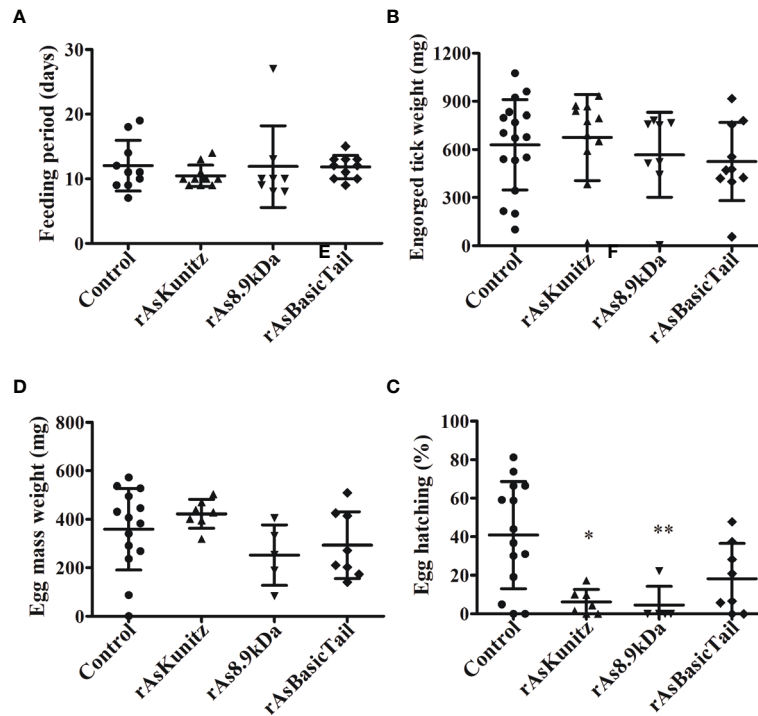 A
Feeding period (days)
30
20
10
0
Control
rAsKunitz
rAs8.9kDa
rAsBasicTail
E
B
Engorged tick weight (mg)
1200
900
600
300
0
Control
rAsKunitz
rAs8.9kDa
rAsBasicTail
F
D
Egg mass weight (mg)
800
600
400
200
0
Control
rAsKunitz
rAs8.9kDa
rAsBasicTail
C
Egg hatching (%)
100
80
60
40
20
0
*
**
Control
rAsKunitz
rAs8.9kDa
rAsBasicTail